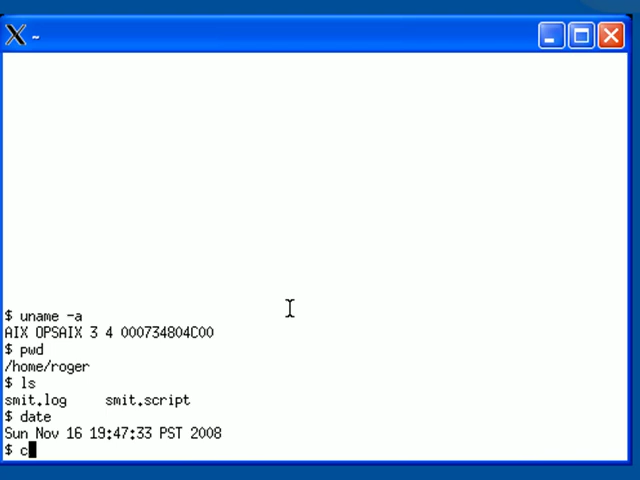 ~
$ uname -a
AIX OPSAIX 3 4 000734804C00
$ pwd
/home/roger
$ ls
smit.log     smit.script
$ date
Sun Nov 16 19:47:33 PST 2008
$ c